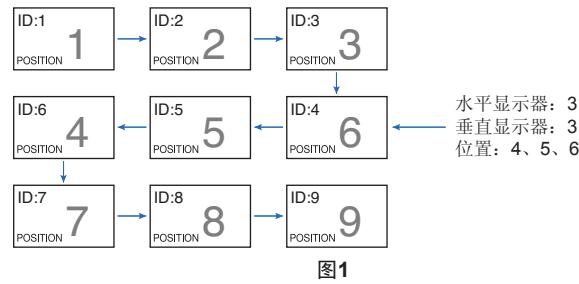 ID:1
POSITION 1
ID:2
POSITION 2
ID:3
POSITION 3
ID:6
POSITION 4
ID:5
POSITION 5
ID:4
POSITION 6
水平显示器：3
垂直显示器：3
位置：4、5、6
ID:7
POSITION 7
ID:8
POSITION 8
ID:9
POSITION 9
图1